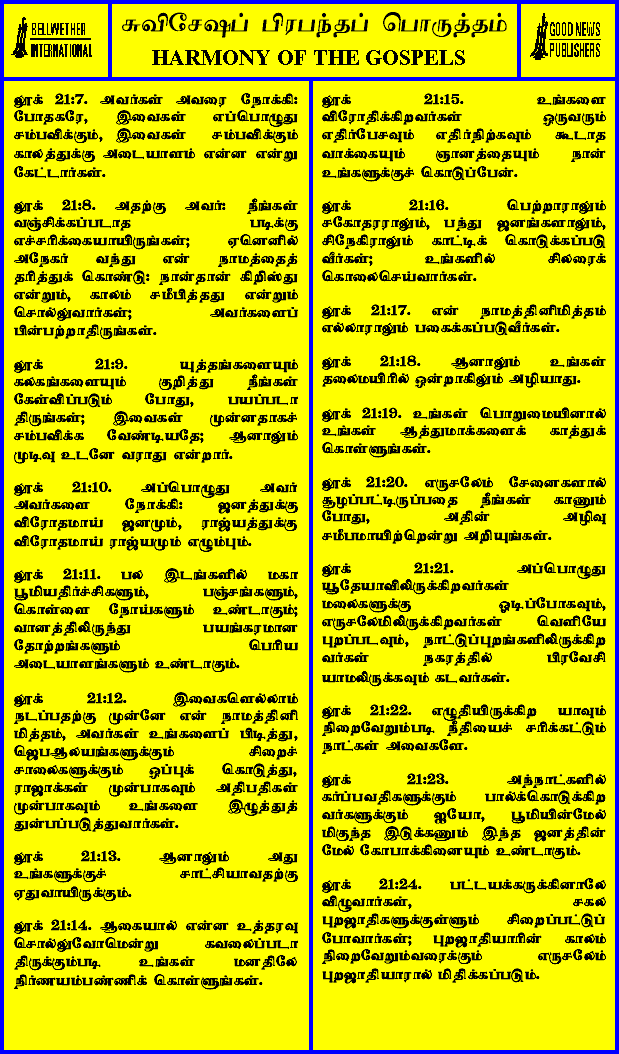 BELLWETHER
INTERNATIONAL
சுவிசேஷப் பிரபந்தப் பொருத்தம்
HARMONY OF THE GOSPELS
GOOD NEWS
PUBLISHERS
லூக் 21:7. அவர்கள் அவரை நோக்கி:
போதகரே, இவைகள் எப்பொழுது
சம்பவிக்கும், இவைகள் சம்பவிக்கும்
காலத்துக்கு அடையாளம் என்ன என்று
கேட்டார்கள்.
லூக் 21:8. அதற்கு அவர்: நீங்கள்
வஞ்சிக்கப்படாத படிக்கு
எச்சரிக்கையாயிருங்கள்; ஏனெனில்
அநேகர் வந்து என் நாமத்தைத்
தரித்துக் கொண்டு: நான்தான் கிறிஸ்து
என்றும், காலம் சமீபித்தது என்றும்
சொல்லுவார்கள்; அவர்களைப்
பின்பற்றாதிருங்கள்.
லூக் 21:9. யுத்தங்களையும்
கலகங்களையும் குறித்து நீங்கள்
கேள்விப்படும் போது, பயப்படா
திருங்கள்; இவைகள் முன்னதாகச்
சம்பவிக்க வேண்டியதே; ஆனாலும்
முடிவு உடனே வராது என்றார்.
லூக் 21:10. அப்பொழுது அவர்
அவர்களை நோக்கி: ஜனத்துக்கு
விரோதமாய் ஜனமும், ராஜ்யத்துக்கு
விரோதமாய் ராஜ்யமும் எழும்பும்.
லூக் 21:11. பல இடங்களில் மகா
பூமியதிர்ச்சிகளும், பஞ்சங்களும்,
கொள்ளை நோய்களும் உண்டாகும்;
வானத்திலிருந்து பயங்கரமான
தோற்றங்களும் பெரிய
அடையாளங்களும் உண்டாகும்.
லூக் 21:12. இவைகளெல்லாம்
நடப்பதற்கு முன்னே என் நாமத்தினி
மித்தம், அவர்கள் உங்களைப் பிடித்து,
ஜெபஆலயங்களுக்கும் சிறைச்
சாலைகளுக்கும் ஒப்புக் கொடுத்து,
ராஜாக்கள் முன்பாகவும் அதிபதிகள்
முன்பாகவும் உங்களை இழுத்துத்
துன்பப்படுத்துவார்கள்.
லூக் 21:13. ஆனாலும் அது
உங்களுக்குச் சாட்சியாவதற்கு
ஏதுவாயிருக்கும்.
லூக் 21:14. ஆகையால் என்ன உத்தரவு
சொல்லுவோமென்று கவலைப்படா
திருக்கும்படி உங்கள் மனதிலே
நிர்ணயம்பண்ணிக் கொள்ளுங்கள்.
லூக் 21:15. உங்களை
விரோதிக்கிறவர்கள் ஒருவரும்
எதிர்பேசவும் எதிர்நிற்கவும் கூடாத
வாக்கையும் ஞானத்தையும் நான்
உங்களுக்குச் கொடுப்பேன்.
லூக் 21:16. பெற்றாராலும்
சகோதரராலும், பந்து ஜனங்களாலும்,
சிநேகிராலும் காட்டிக் கொடுக்கப்படு
வீர்கள்; உங்களில் சிலரைக்
கொலைசெய்வார்கள்.
லூக் 21:17. என் நாமத்தினிமித்தம்
எல்லாராலும் பகைக்கப்படுவீர்கள்.
லூக் 21:18. ஆனாலும் உங்கள்
தலைமயிரில் ஒன்றாகிலும் அழியாது.
லூக் 21:19. உங்கள் பொறுமையினால்
உங்கள் ஆத்துமாக்களைக் காத்துக்
கொள்ளுங்கள்.
லூக் 21:20. எருசலேம் சேனைகளால்
சூழப்பட்டிருப்பதை நீங்கள் காணும்
போது, அதின் அழிவு
சமீபமாயிற்றென்று அறியுங்கள்.
லூக் 21:21. அப்பொழுது
யூதேயாவிலிருக்கிறவர்கள்
மலைகளுக்கு ஓடிப்போகவும்,
எருசலேமிலிருக்கிறவர்கள் வெளியே
புறப்படவும், நாட்டுப்புறங்களிலிருக்கிற
வர்கள் நகரத்தில் பிரவேசி
யாமலிருக்கவும் கடவர்கள்.
லூக் 21:22. எழுதியிருக்கிற யாவும்
நிறைவேறும்படி நீதியைச் சரிக்கட்டும்
நாட்கள் அவைகளே.
லூக் 21:23. அந்நாட்களில்
கர்ப்பவதிகளுக்கும் பால்க்கொடுக்கிற
வர்களுக்கும் ஐயோ, பூமியின்மேல்
மிகுந்த இடுக்கணும் இந்த ஜனத்தின்
மேல் கோபாக்கினையும் உண்டாகும்.
லூக் 21:24. பட்டயக்கருக்கினாலே
விழுவார்கள், சகல
புறஜாதிகளுக்குள்ளும் சிறைப்பட்டுப்
போவார்கள்; புறஜாதியாரின் காலம்
நிறைவேறும்வரைக்கும் எருசலேம்
புறஜாதியாரால் மிதிக்கப்படும்.